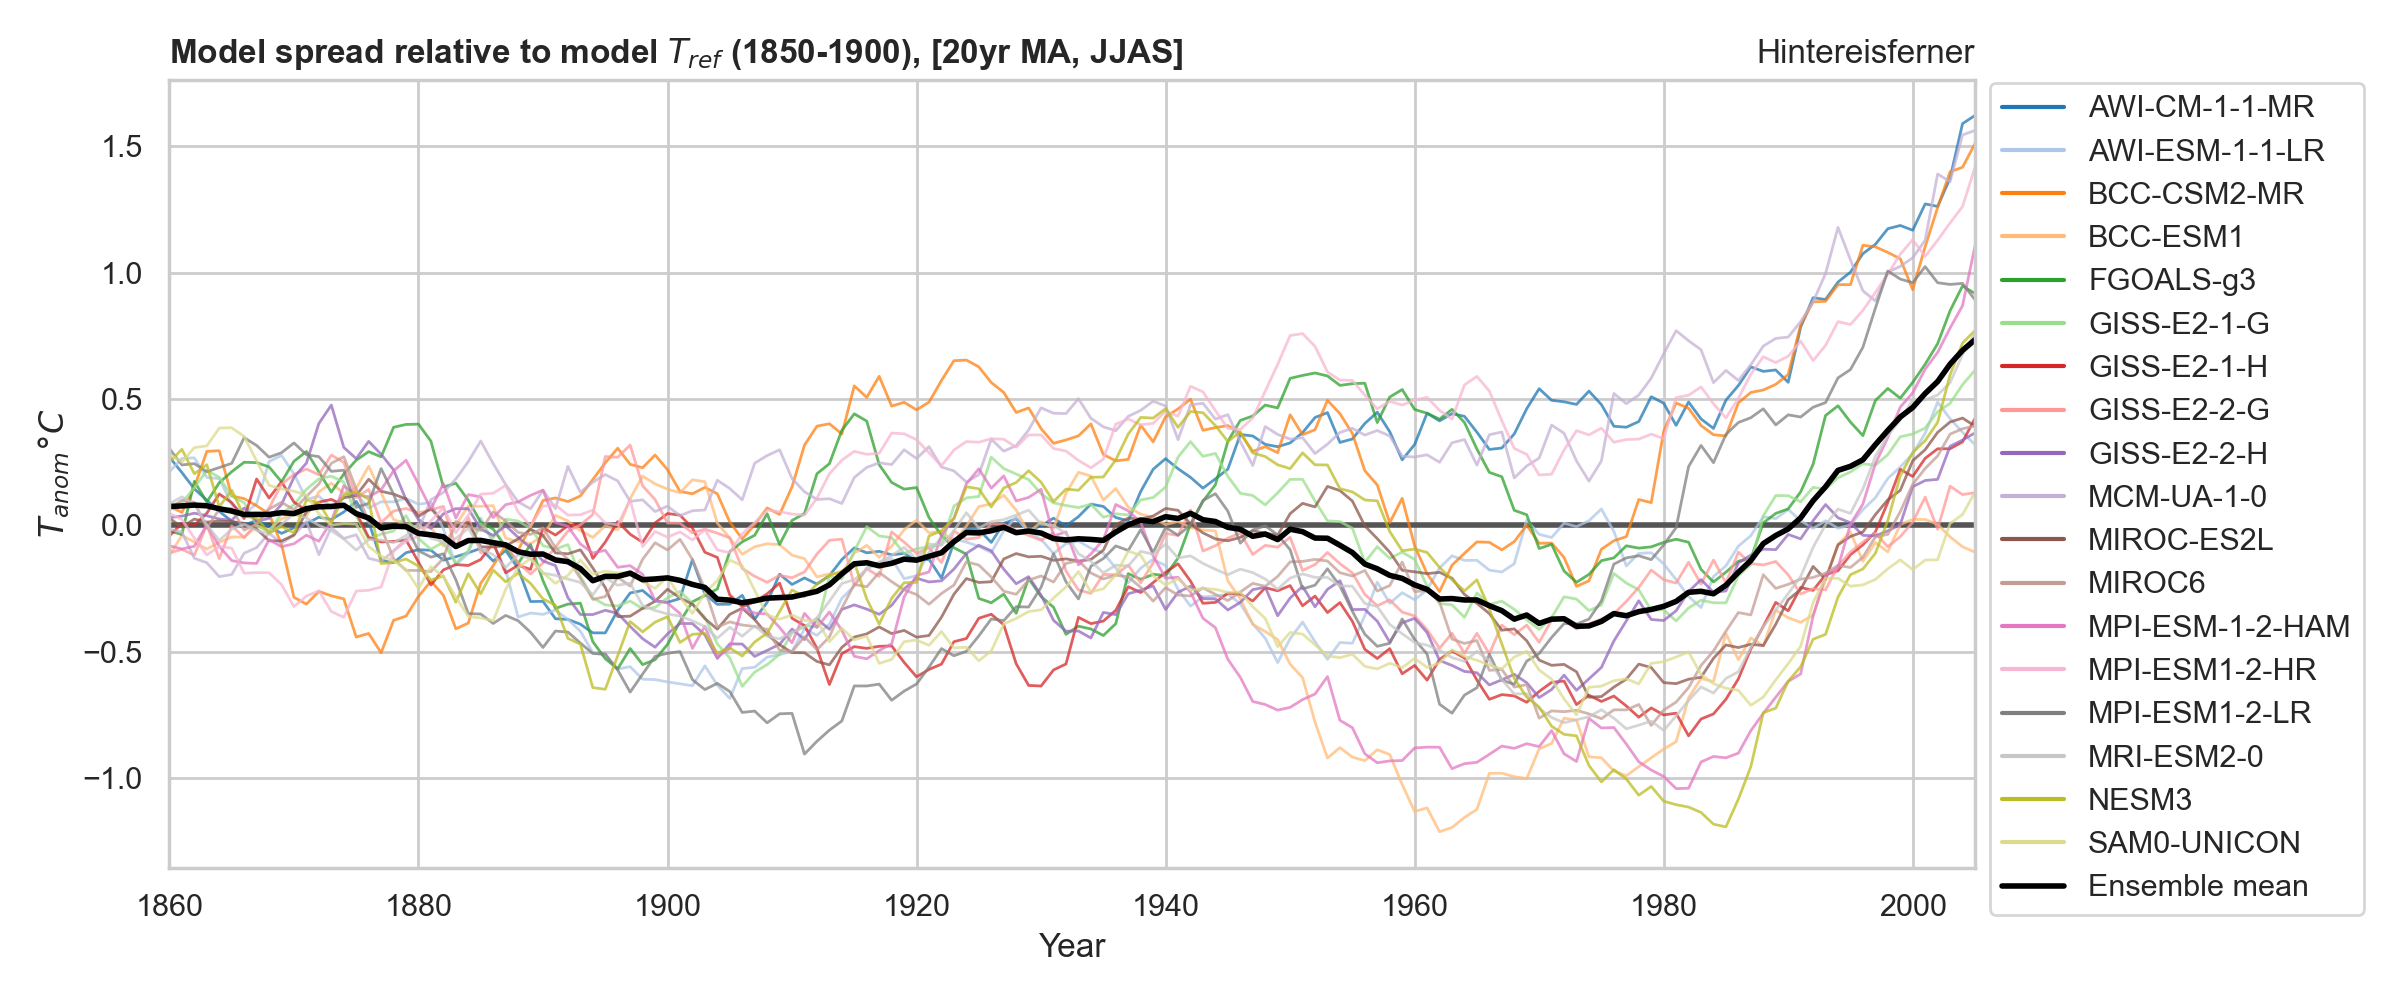 Model spread relative to model T_ref (1850-1900), [20yr MA, JJAS]
Hintereisferner
T_anom °C
1.5
1.0
0.5
0.0
−0.5
−1.0
1860 1880 1900 1920 1940 1960 1980 2000
Year
AWI-CM-1-1-MR
AWI-ESM-1-1-LR
BCC-CSM2-MR
BCC-ESM1
FGOALS-g3
GISS-E2-1-G
GISS-E2-1-H
GISS-E2-2-G
GISS-E2-2-H
MCM-UA-1-0
MIROC-ES2L
MIROC6
MPI-ESM-1-2-HAM
MPI-ESM1-2-HR
MPI-ESM1-2-LR
MRI-ESM2-0
NESM3
SAM0-UNICON
Ensemble mean